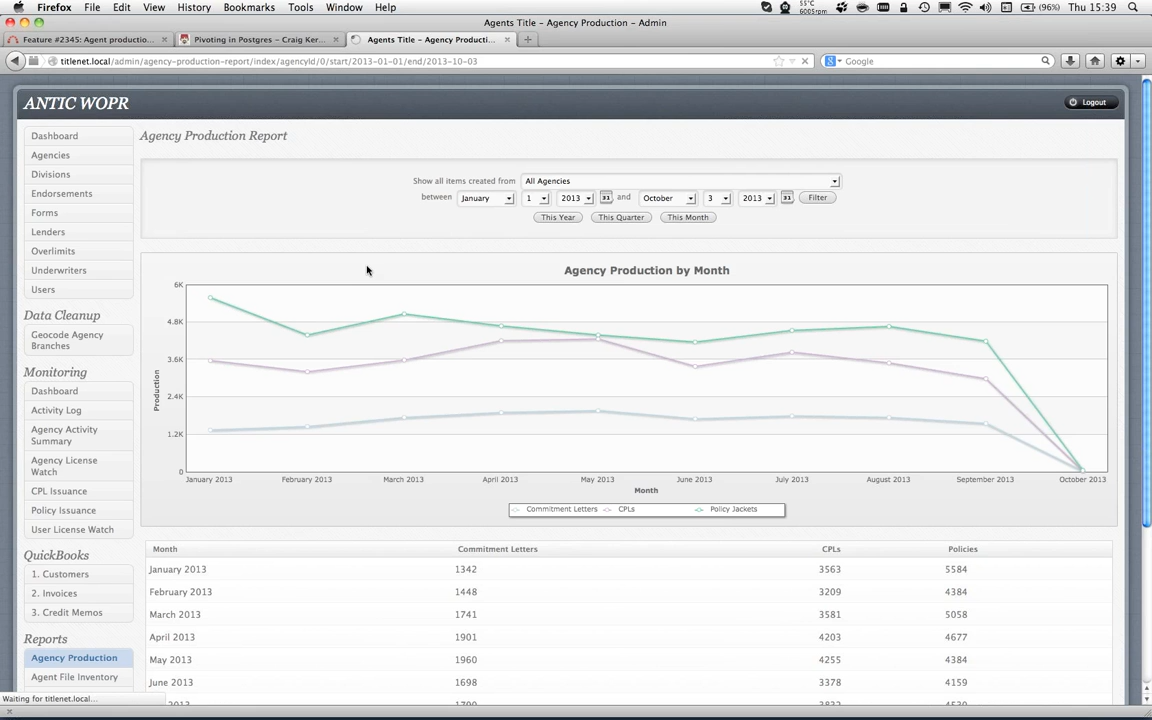 Firefox File Edit View History Bookmarks Tools Window Help 55°C 6005rpm (96%) Thu 15:39
Agents Title – Agency Production – Admin
Feature #2345: Agent productio... Pivoting in Postgres – Craig Ker... Agents Title – Agency Producti...
titlenet.local/admin/agency-production-report/index/agencyId/0/start/2013-01-01/end/2013-10-03 Google
ANTIC WOPR Logout
Dashboard
Agencies
Divisions
Endorsements
Forms
Lenders
Overlimits
Underwriters
Users
Data Cleanup
Geocode Agency
Branches
Monitoring
Dashboard
Activity Log
Agency Activity
Summary
Agency License
Watch
CPL Issuance
Policy Issuance
User License Watch
QuickBooks
1. Customers
2. Invoices
3. Credit Memos
Reports
Agency Production
Agent File Inventory
Waiting for titlenet.local...
Agency Production Report
Show all items created from All Agencies
between January 1 2013 31 and October 3 2013 31 Filter
This Year This Quarter This Month
Agency Production by Month
6K
4.8K
3.6K
2.4K
1.2K
0
Production
January 2013 February 2013 March 2013 April 2013 May 2013 June 2013 July 2013 August 2013 September 2013 October 2013
Month
Commitment Letters CPLs Policy Jackets
Month Commitment Letters CPLs Policies
January 2013 1342 3563 5584
February 2013 1448 3209 4384
March 2013 1741 3581 5058
April 2013 1901 4203 4677
May 2013 1960 4255 4384
June 2013 1698 3378 4159
2013